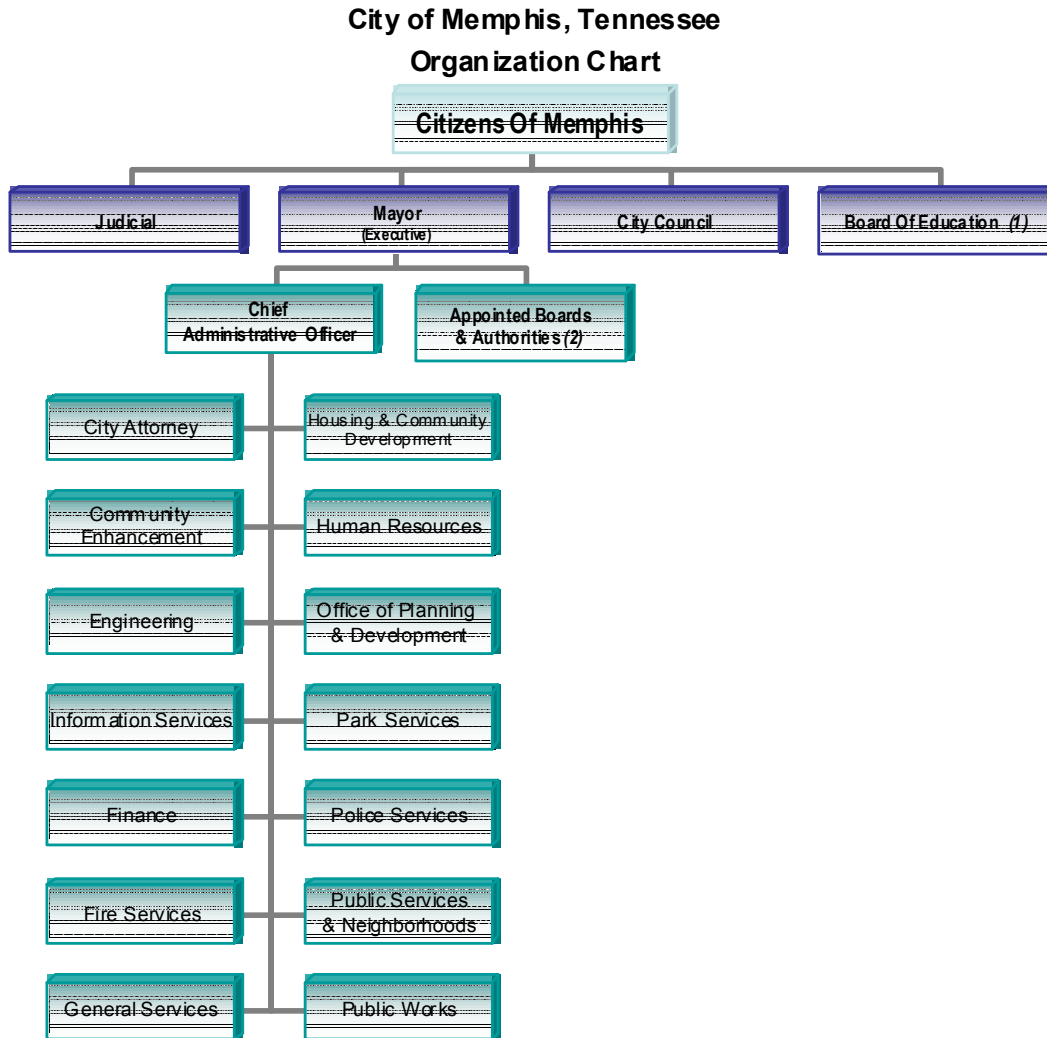 City of Memphis, Tennessee
Organization Chart
Citizens Of Memphis
Judicial
Mayor
(Executive)
City Council
Board Of Education (1)
Chief
Administrative Officer
Appointed Boards
& Authorities (2)
City Attorney
Housing & Community
Development
Community
Enhancement
Human Resources
Engineering
Office of Planning
& Development
Information Services
Park Services
Finance
Police Services
Fire Services
Public Services
& Neighborhoods
General Services
Public Works